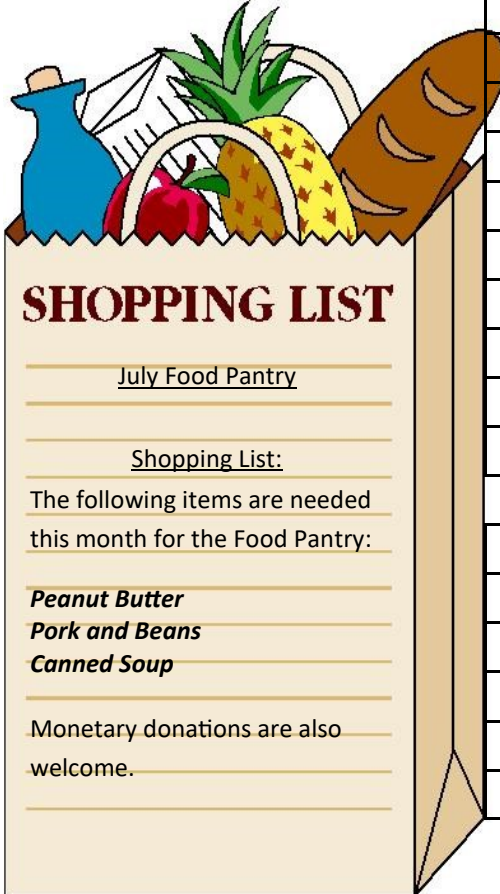 SHOPPING LIST
July Food Pantry
Shopping List:
The following items are needed
this month for the Food Pantry:
Peanut Butter
Pork and Beans
Canned Soup
Monetary donations are also
welcome.